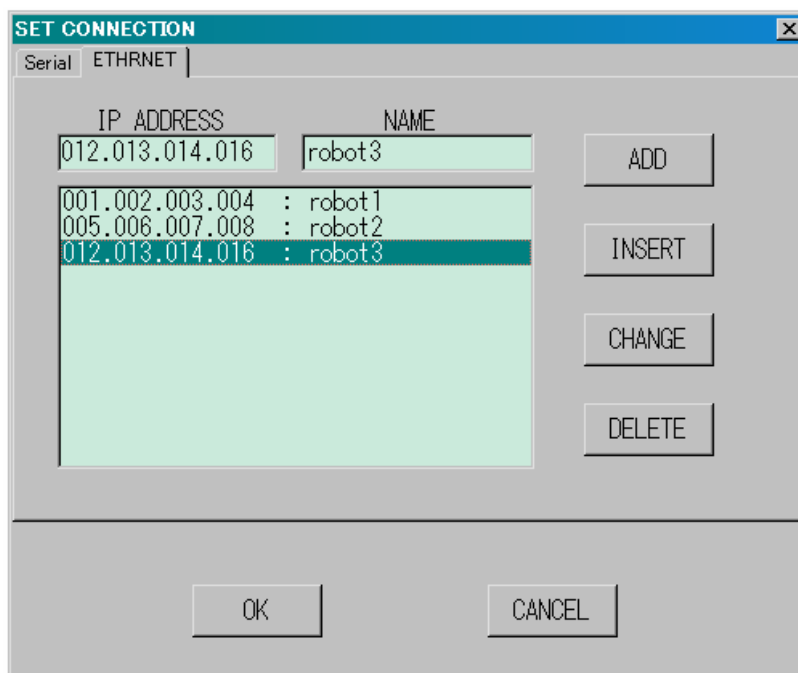 SET CONNECTION
Serial ETHRNET
IP ADDRESS NAME
012.013.014.016 robot3
ADD
001.002.003.004 : robot1
005.006.007.008 : robot2
012.013.014.016 : robot3
INSERT
CHANGE
DELETE
OK CANCEL